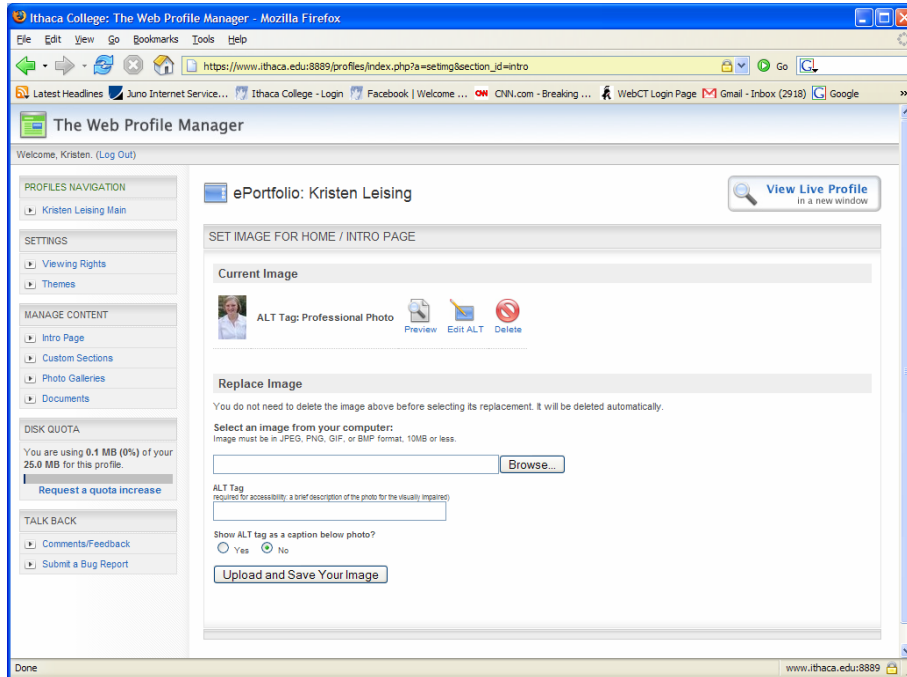 Ithaca College: The Web Profile Manager - Mozilla Firefox
File Edit View Go Bookmarks Tools Help
https://www.ithaca.edu:8889/profiles/index.php?a=setimg&section_id=intro
Go
G
Latest Headlines Juno Internet Service... Ithaca College - Login Facebook | Welcome ... CNN CNN.com - Breaking ... WebCT Login Page Gmail - Inbox (2918) G Google »
The Web Profile Manager
Welcome, Kristen. (Log Out)
PROFILES NAVIGATION
Kristen Leising Main
SETTINGS
Viewing Rights
Themes
MANAGE CONTENT
Intro Page
Custom Sections
Photo Galleries
Documents
DISK QUOTA
You are using 0.1 MB (0%) of your
25.0 MB for this profile.
Request a quota increase
TALK BACK
Comments/Feedback
Submit a Bug Report
ePortfolio: Kristen Leising
View Live Profile
in a new window
SET IMAGE FOR HOME / INTRO PAGE
Current Image
ALT Tag: Professional Photo
Preview Edit ALT Delete
Replace Image
You do not need to delete the image above before selecting its replacement. It will be deleted automatically.
Select an image from your computer:
Image must be in JPEG, PNG, GIF, or BMP format, 10MB or less.
Browse...
ALT Tag
required for accessibility: a brief description of the photo for the visually impaired)
Show ALT tag as a caption below photo?
Yes No
Upload and Save Your Image
Done
www.ithaca.edu:8889